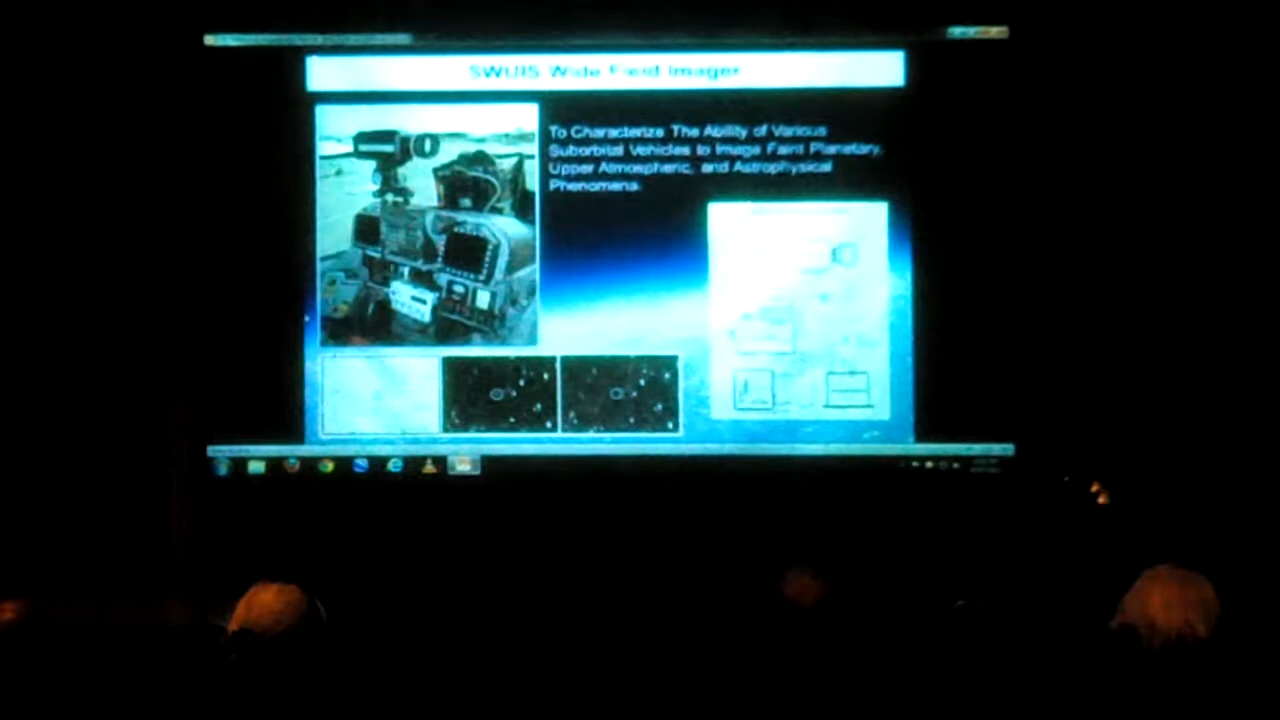 SWUIS Wide Field Imager
To Characterize The Ability of Various
Suborbital Vehicles to Image Faint Planetary,
Upper Atmospheric, and Astrophysical
Phenomena.